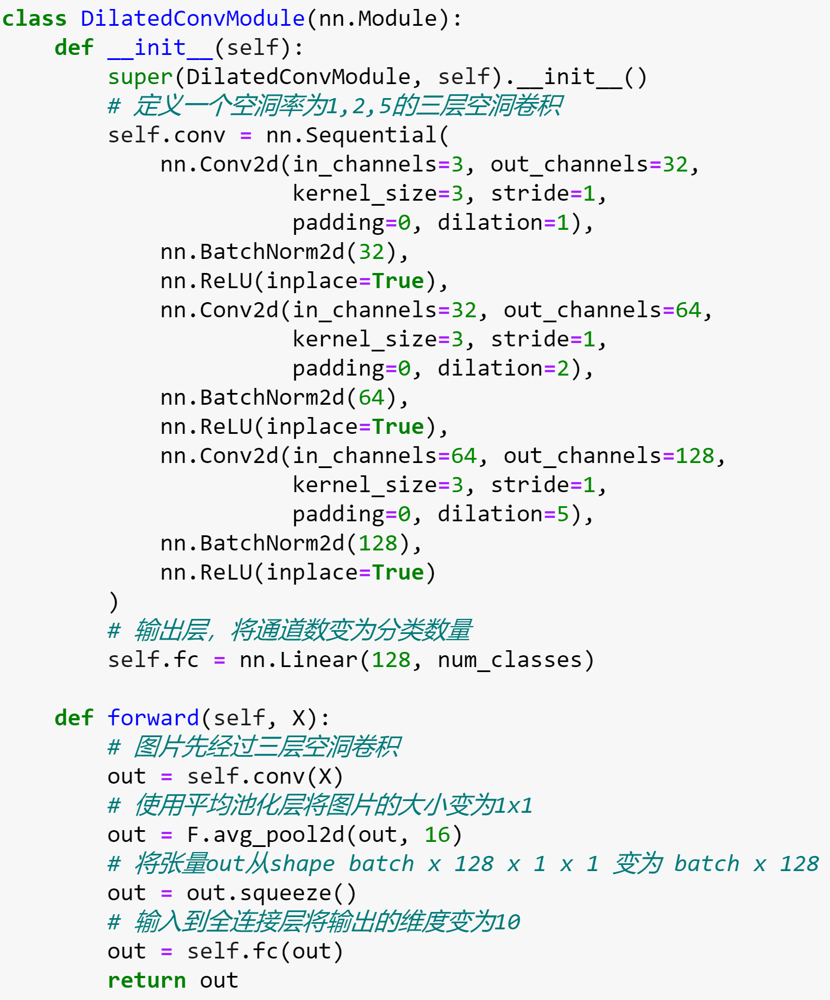 class DilatedConvModule(nn.Module):
    def __init__(self):
        super(DilatedConvModule, self).__init__()
        # 定义一个空洞率为1,2,5的三层空洞卷积
        self.conv = nn.Sequential(
            nn.Conv2d(in_channels=3, out_channels=32,
                      kernel_size=3, stride=1,
                      padding=0, dilation=1),
            nn.BatchNorm2d(32),
            nn.ReLU(inplace=True),
            nn.Conv2d(in_channels=32, out_channels=64,
                      kernel_size=3, stride=1,
                      padding=0, dilation=2),
            nn.BatchNorm2d(64),
            nn.ReLU(inplace=True),
            nn.Conv2d(in_channels=64, out_channels=128,
                      kernel_size=3, stride=1,
                      padding=0, dilation=5),
            nn.BatchNorm2d(128),
            nn.ReLU(inplace=True)
        )
        # 输出层，将通道数变为分类数量
        self.fc = nn.Linear(128, num_classes)

    def forward(self, X):
        # 图片先经过三层空洞卷积
        out = self.conv(X)
        # 使用平均池化层将图片的大小变为1x1
        out = F.avg_pool2d(out, 16)
        # 将张量out从shape batch x 128 x 1 x 1 变为 batch x 128
        out = out.squeeze()
        # 输入到全连接层将输出的维度变为10
        out = self.fc(out)
        return out